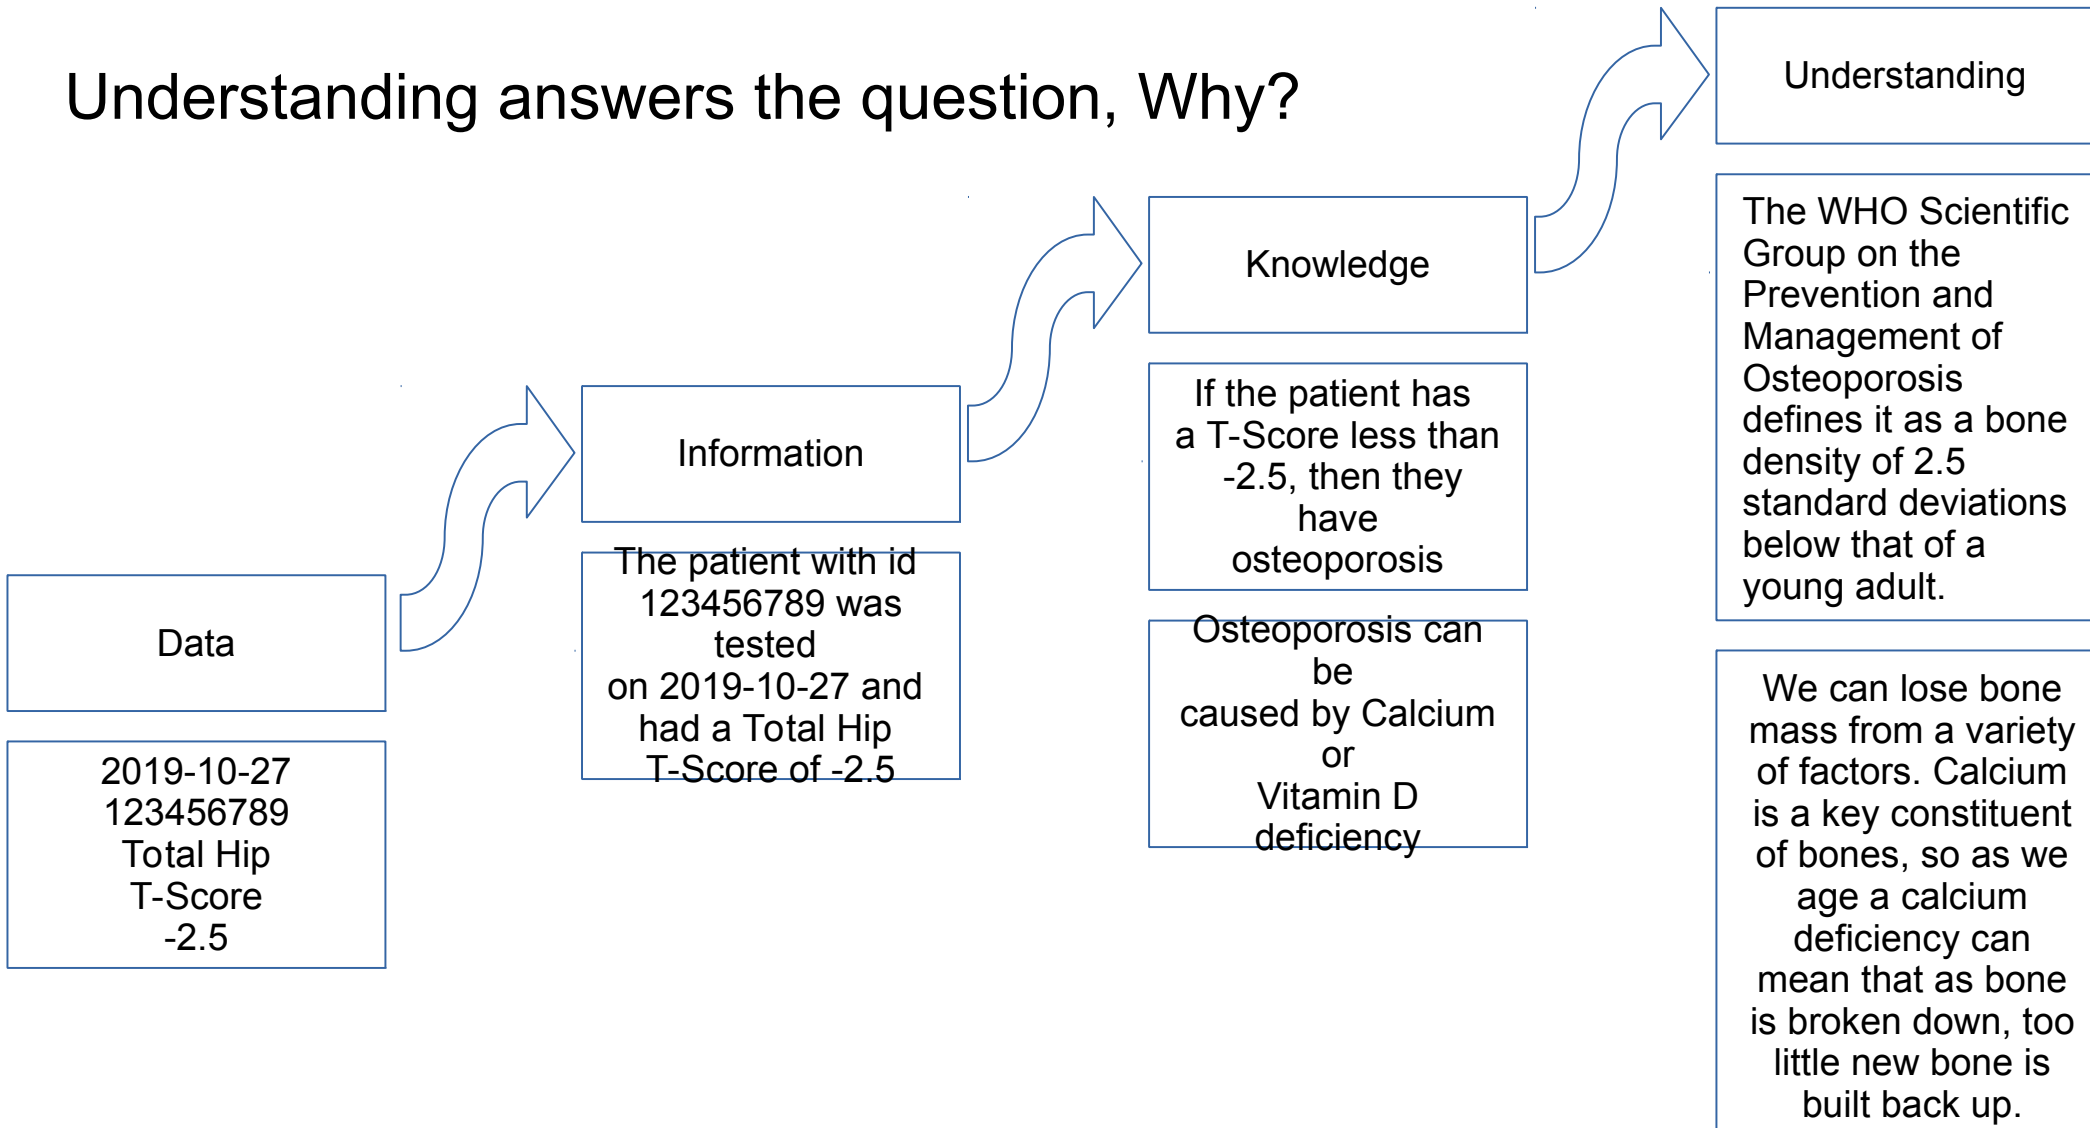 Understanding answers the question, Why?
Data
2019-10-27
123456789
Total Hip
T-Score
-2.5
Information
The patient with id
123456789 was
tested
on 2019-10-27 and
had a Total Hip
T-Score of -2.5
Knowledge
If the patient has
a T-Score less than
-2.5, then they
have
osteoporosis
Osteoporosis can
be
caused by Calcium
or
Vitamin D
deficiency
Understanding
The WHO Scientific
Group on the
Prevention and
Management of
Osteoporosis
defines it as a bone
density of 2.5
standard deviations
below that of a
young adult.
We can lose bone
mass from a variety
of factors. Calcium
is a key constituent
of bones, so as we
age a calcium
deficiency can
mean that as bone
is broken down, too
little new bone is
built back up.